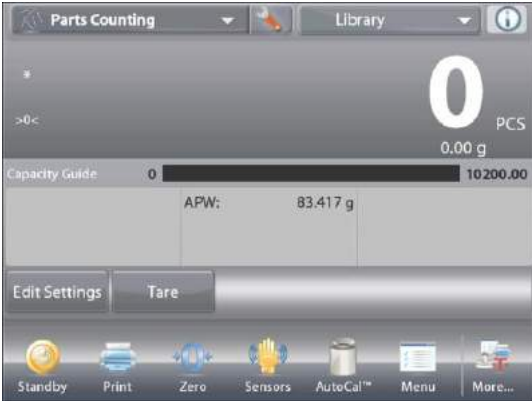 Parts Counting Library
*
>0<
0 PCS
0.00 g
Capacity Guide 0 10200.00
APW: 83.417 g
Edit Settings Tare
Standby Print Zero Sensors AutoCal™ Menu More...